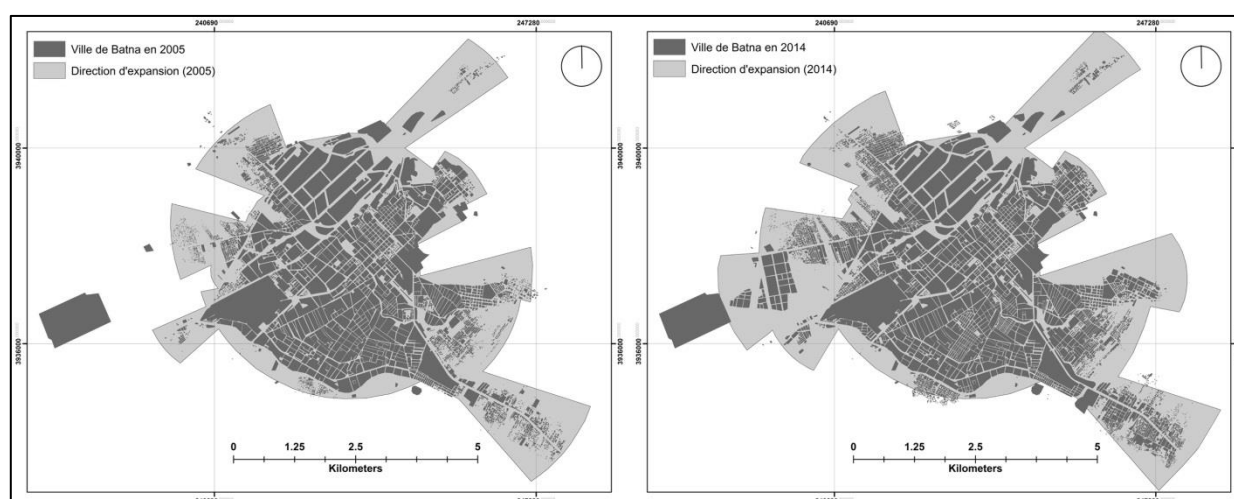 240690 247280
Ville de Batna en 2005
Direction d'expansion (2005)
3940000 3940000
3936000 3936000
0 1.25 2.5 5
Kilometers
240690 247280
Ville de Batna en 2014
Direction d'expansion (2014)
3940000
3936000
0 1.25 2.5 5
Kilometers